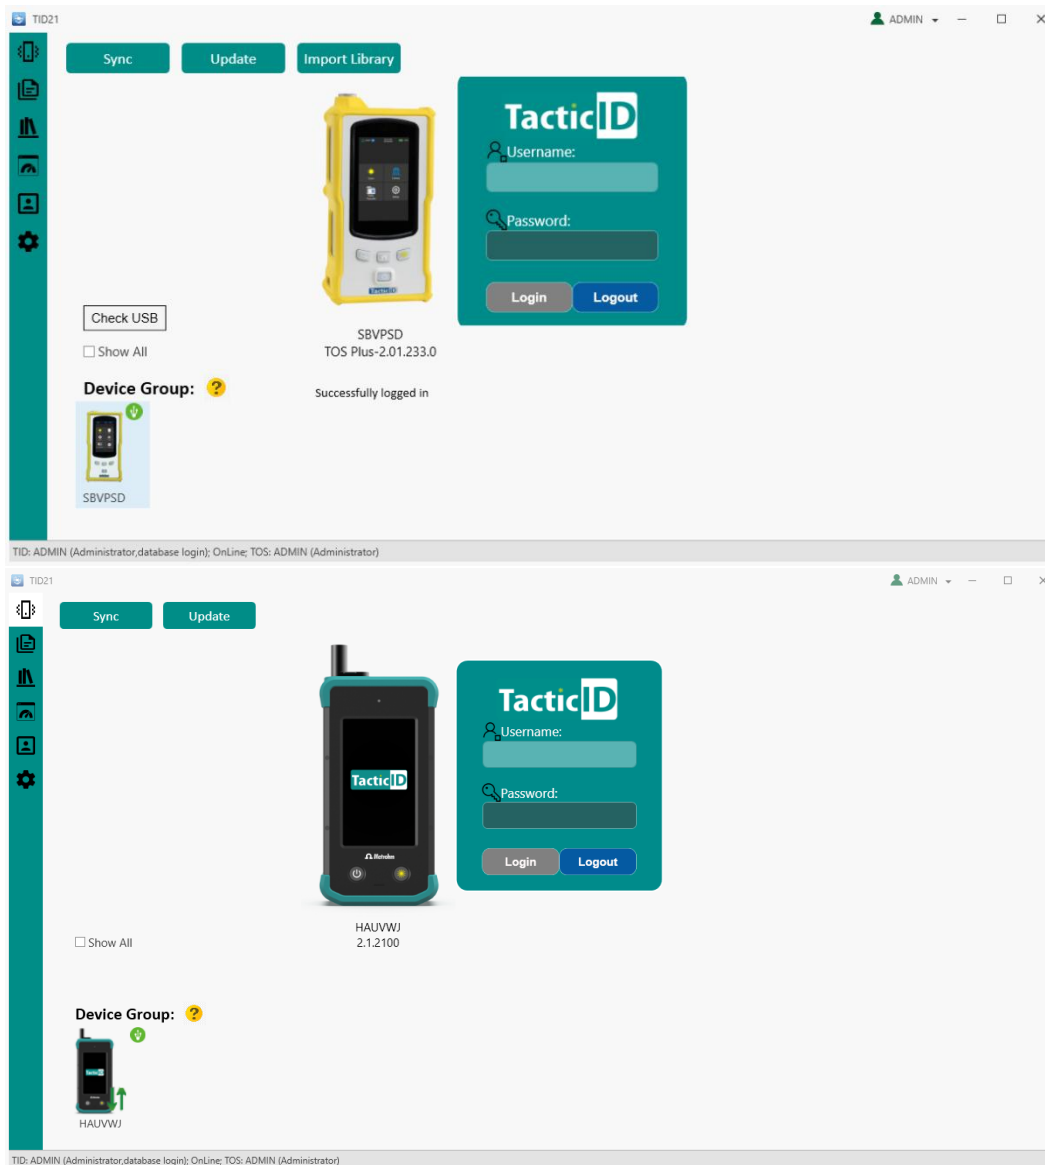 TID21
ADMIN
Sync
Update
Import Library
TacticID
Username:
Password:
Login
Logout
TacticID
Check USB
Show All
SBVPSD
TOS Plus-2.01.233.0
Device Group: ?
Successfully logged in
SBVPSD
TID: ADMIN (Administrator,database login); OnLine; TOS: ADMIN (Administrator)
TID21
ADMIN
Sync
Update
TacticID
Username:
Password:
Login
Logout
TacticID
Metrohm
HAUVWJ
2.1.2100
Show All
Device Group: ?
TacticID
HAUVWJ
TID: ADMIN (Administrator,database login); OnLine; TOS: ADMIN (Administrator)